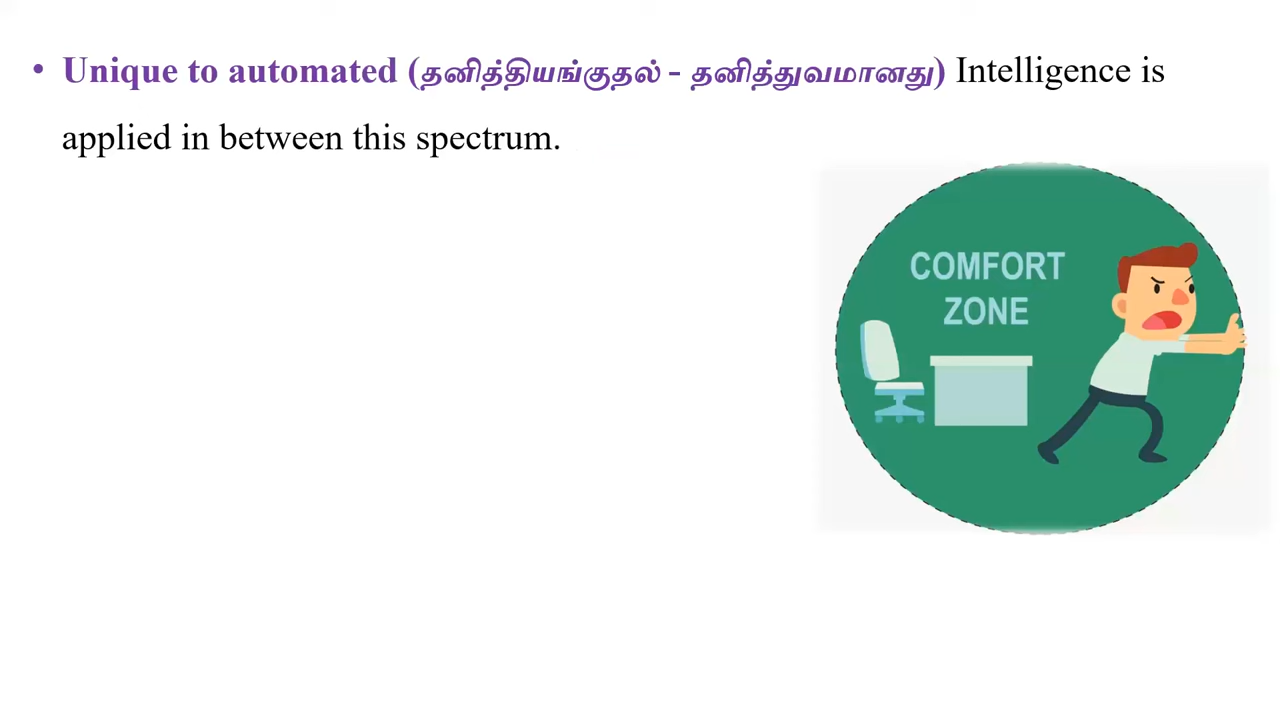 • Unique to automated (தனித்தியங்குதல் - தனித்துவமானது) Intelligence is
applied in between this spectrum.
COMFORT
ZONE